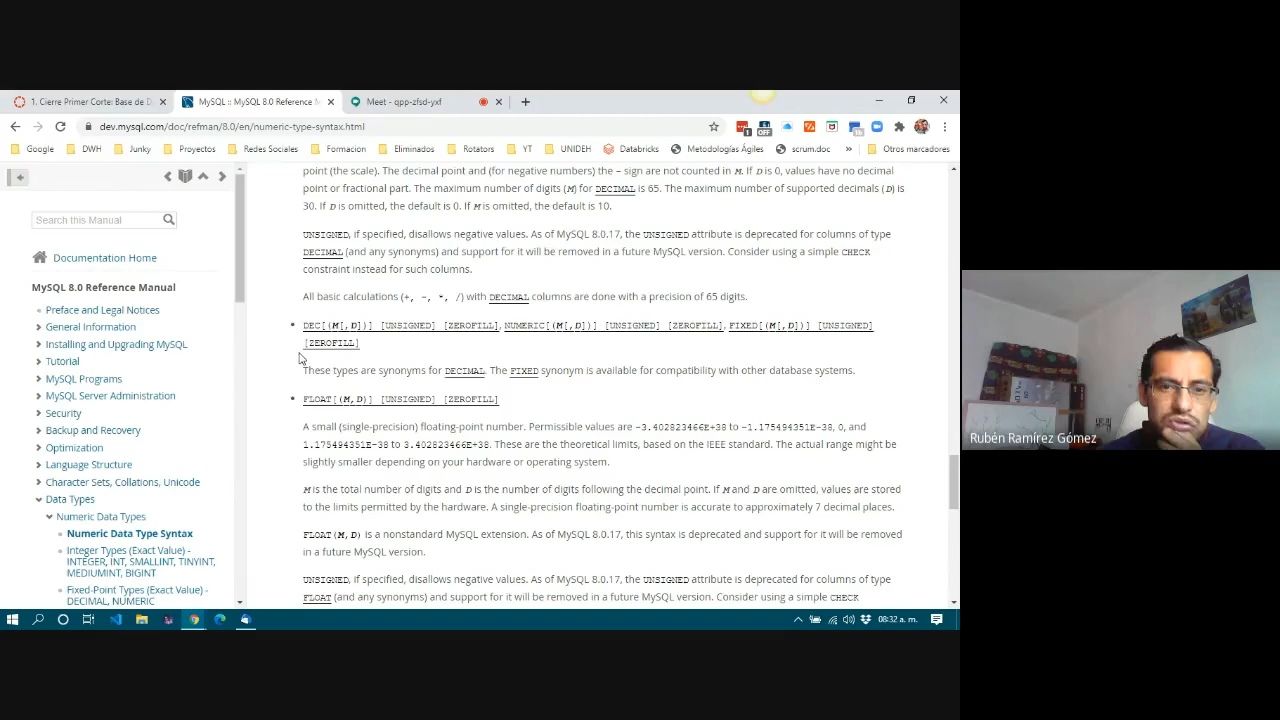 1. Cierre Primer Corte: Base de D
MySQL :: MySQL 8.0 Reference M
Meet - qpp-zfsd-yxf
dev.mysql.com/doc/refman/8.0/en/numeric-type-syntax.html
Google DWH Junky Proyectos Redes Sociales Formacion Eliminados Rotators YT UNIDEH Databricks Metodologías Ágiles scrum.doc » Otros marcadores
Search this Manual
Documentation Home
MySQL 8.0 Reference Manual
Preface and Legal Notices
General Information
Installing and Upgrading MySQL
Tutorial
MySQL Programs
MySQL Server Administration
Security
Backup and Recovery
Optimization
Language Structure
Character Sets, Collations, Unicode
Data Types
Numeric Data Types
Numeric Data Type Syntax
Integer Types (Exact Value) -
INTEGER, INT, SMALLINT, TINYINT,
MEDIUMINT, BIGINT
Fixed-Point Types (Exact Value) -
DECIMAL, NUMERIC
point (the scale). The decimal point and (for negative numbers) the - sign are not counted in M. If D is 0, values have no decimal
point or fractional part. The maximum number of digits (M) for DECIMAL is 65. The maximum number of supported decimals (D) is
30. If D is omitted, the default is 0. If M is omitted, the default is 10.
UNSIGNED, if specified, disallows negative values. As of MySQL 8.0.17, the UNSIGNED attribute is deprecated for columns of type
DECIMAL (and any synonyms) and support for it will be removed in a future MySQL version. Consider using a simple CHECK
constraint instead for such columns.
All basic calculations (+, -, *, /) with DECIMAL columns are done with a precision of 65 digits.
• DEC[(M[,D])] [UNSIGNED] [ZEROFILL], NUMERIC[(M[,D])] [UNSIGNED] [ZEROFILL], FIXED[(M[,D])] [UNSIGNED]
[ZEROFILL]
These types are synonyms for DECIMAL. The FIXED synonym is available for compatibility with other database systems.
• FLOAT[(M,D)] [UNSIGNED] [ZEROFILL]
A small (single-precision) floating-point number. Permissible values are -3.402823466E+38 to -1.175494351E-38, 0, and
1.175494351E-38 to 3.402823466E+38. These are the theoretical limits, based on the IEEE standard. The actual range might be
slightly smaller depending on your hardware or operating system.
M is the total number of digits and D is the number of digits following the decimal point. If M and D are omitted, values are stored
to the limits permitted by the hardware. A single-precision floating-point number is accurate to approximately 7 decimal places.
FLOAT(M,D) is a nonstandard MySQL extension. As of MySQL 8.0.17, this syntax is deprecated and support for it will be removed
in a future MySQL version.
UNSIGNED, if specified, disallows negative values. As of MySQL 8.0.17, the UNSIGNED attribute is deprecated for columns of type
FLOAT (and any synonyms) and support for it will be removed in a future MySQL version. Consider using a simple CHECK
08:32 a. m.
Rubén Ramírez Gómez